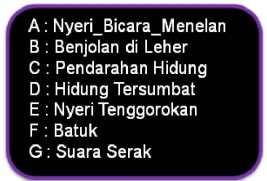 A : Nyeri_Bicara_Menelan
B : Benjolan di Leher
C : Pendarahan Hidung
D : Hidung Tersumbat
E : Nyeri Tenggorokan
F : Batuk
G : Suara Serak